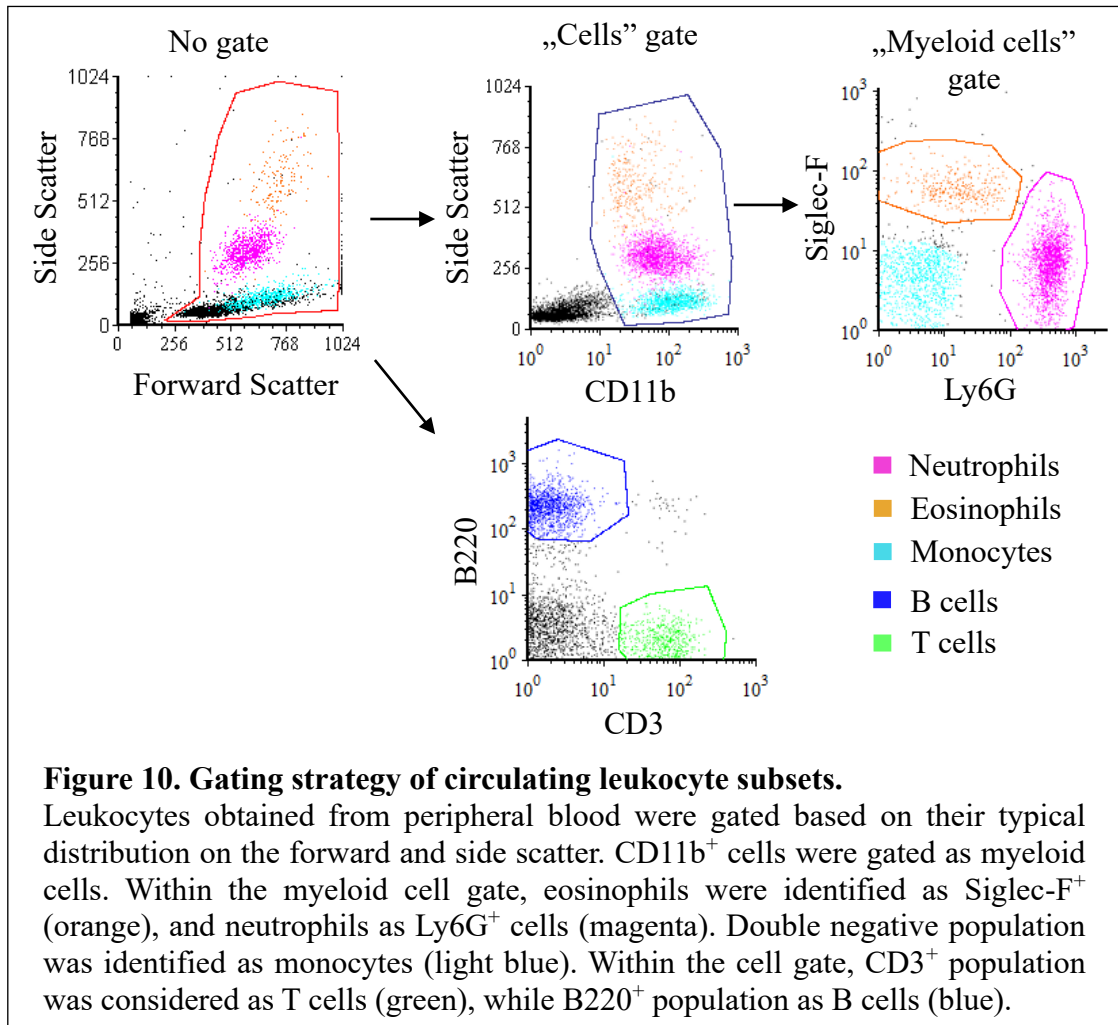 No gate
„Cells” gate
„Myeloid cells”
gate
1024
768
512
256
0
Side Scatter
0 256 512 768 1024
Forward Scatter
1024
768
512
256
0
Side Scatter
10⁰ 10¹ 10² 10³
CD11b
10³
10²
10¹
10⁰
Siglec-F
10⁰ 10¹ 10² 10³
Ly6G
10³
10²
10¹
10⁰
B220
10⁰ 10¹ 10² 10³
CD3
Neutrophils
Eosinophils
Monocytes
B cells
T cells
Figure 10. Gating strategy of circulating leukocyte subsets.
Leukocytes obtained from peripheral blood were gated based on their typical
distribution on the forward and side scatter. CD11b⁺ cells were gated as myeloid
cells. Within the myeloid cell gate, eosinophils were identified as Siglec-F⁺
(orange), and neutrophils as Ly6G⁺ cells (magenta). Double negative population
was identified as monocytes (light blue). Within the cell gate, CD3⁺ population
was considered as T cells (green), while B220⁺ population as B cells (blue).